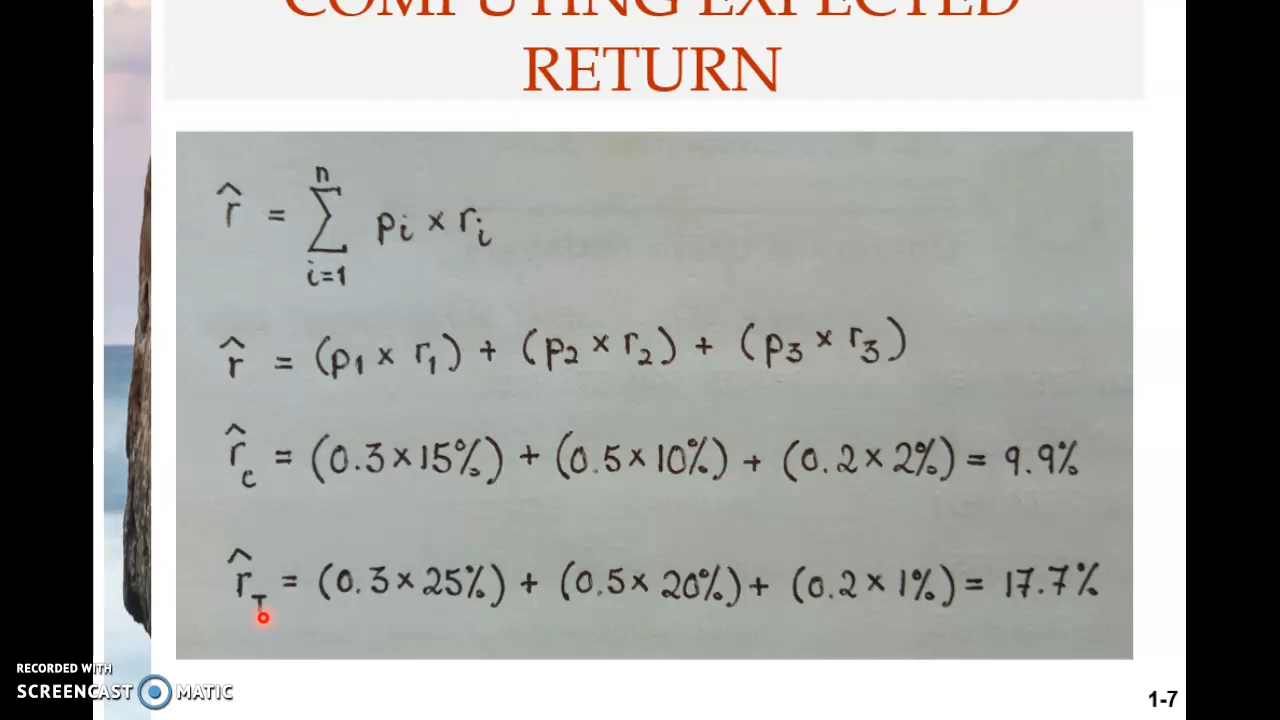 COMPUTING EXPECTED
RETURN
n
r̂ = ∑ pi × ri
i=1
r̂ = (p1 × r1) + (p2 × r2) + (p3 × r3)
r̂c = (0.3 × 15%) + (0.5 × 10%) + (0.2 × 2%) = 9.9%
r̂T = (0.3 × 25%) + (0.5 × 20%) + (0.2 × 1%) = 17.7%
RECORDED WITH
SCREENCAST MATIC
1-7